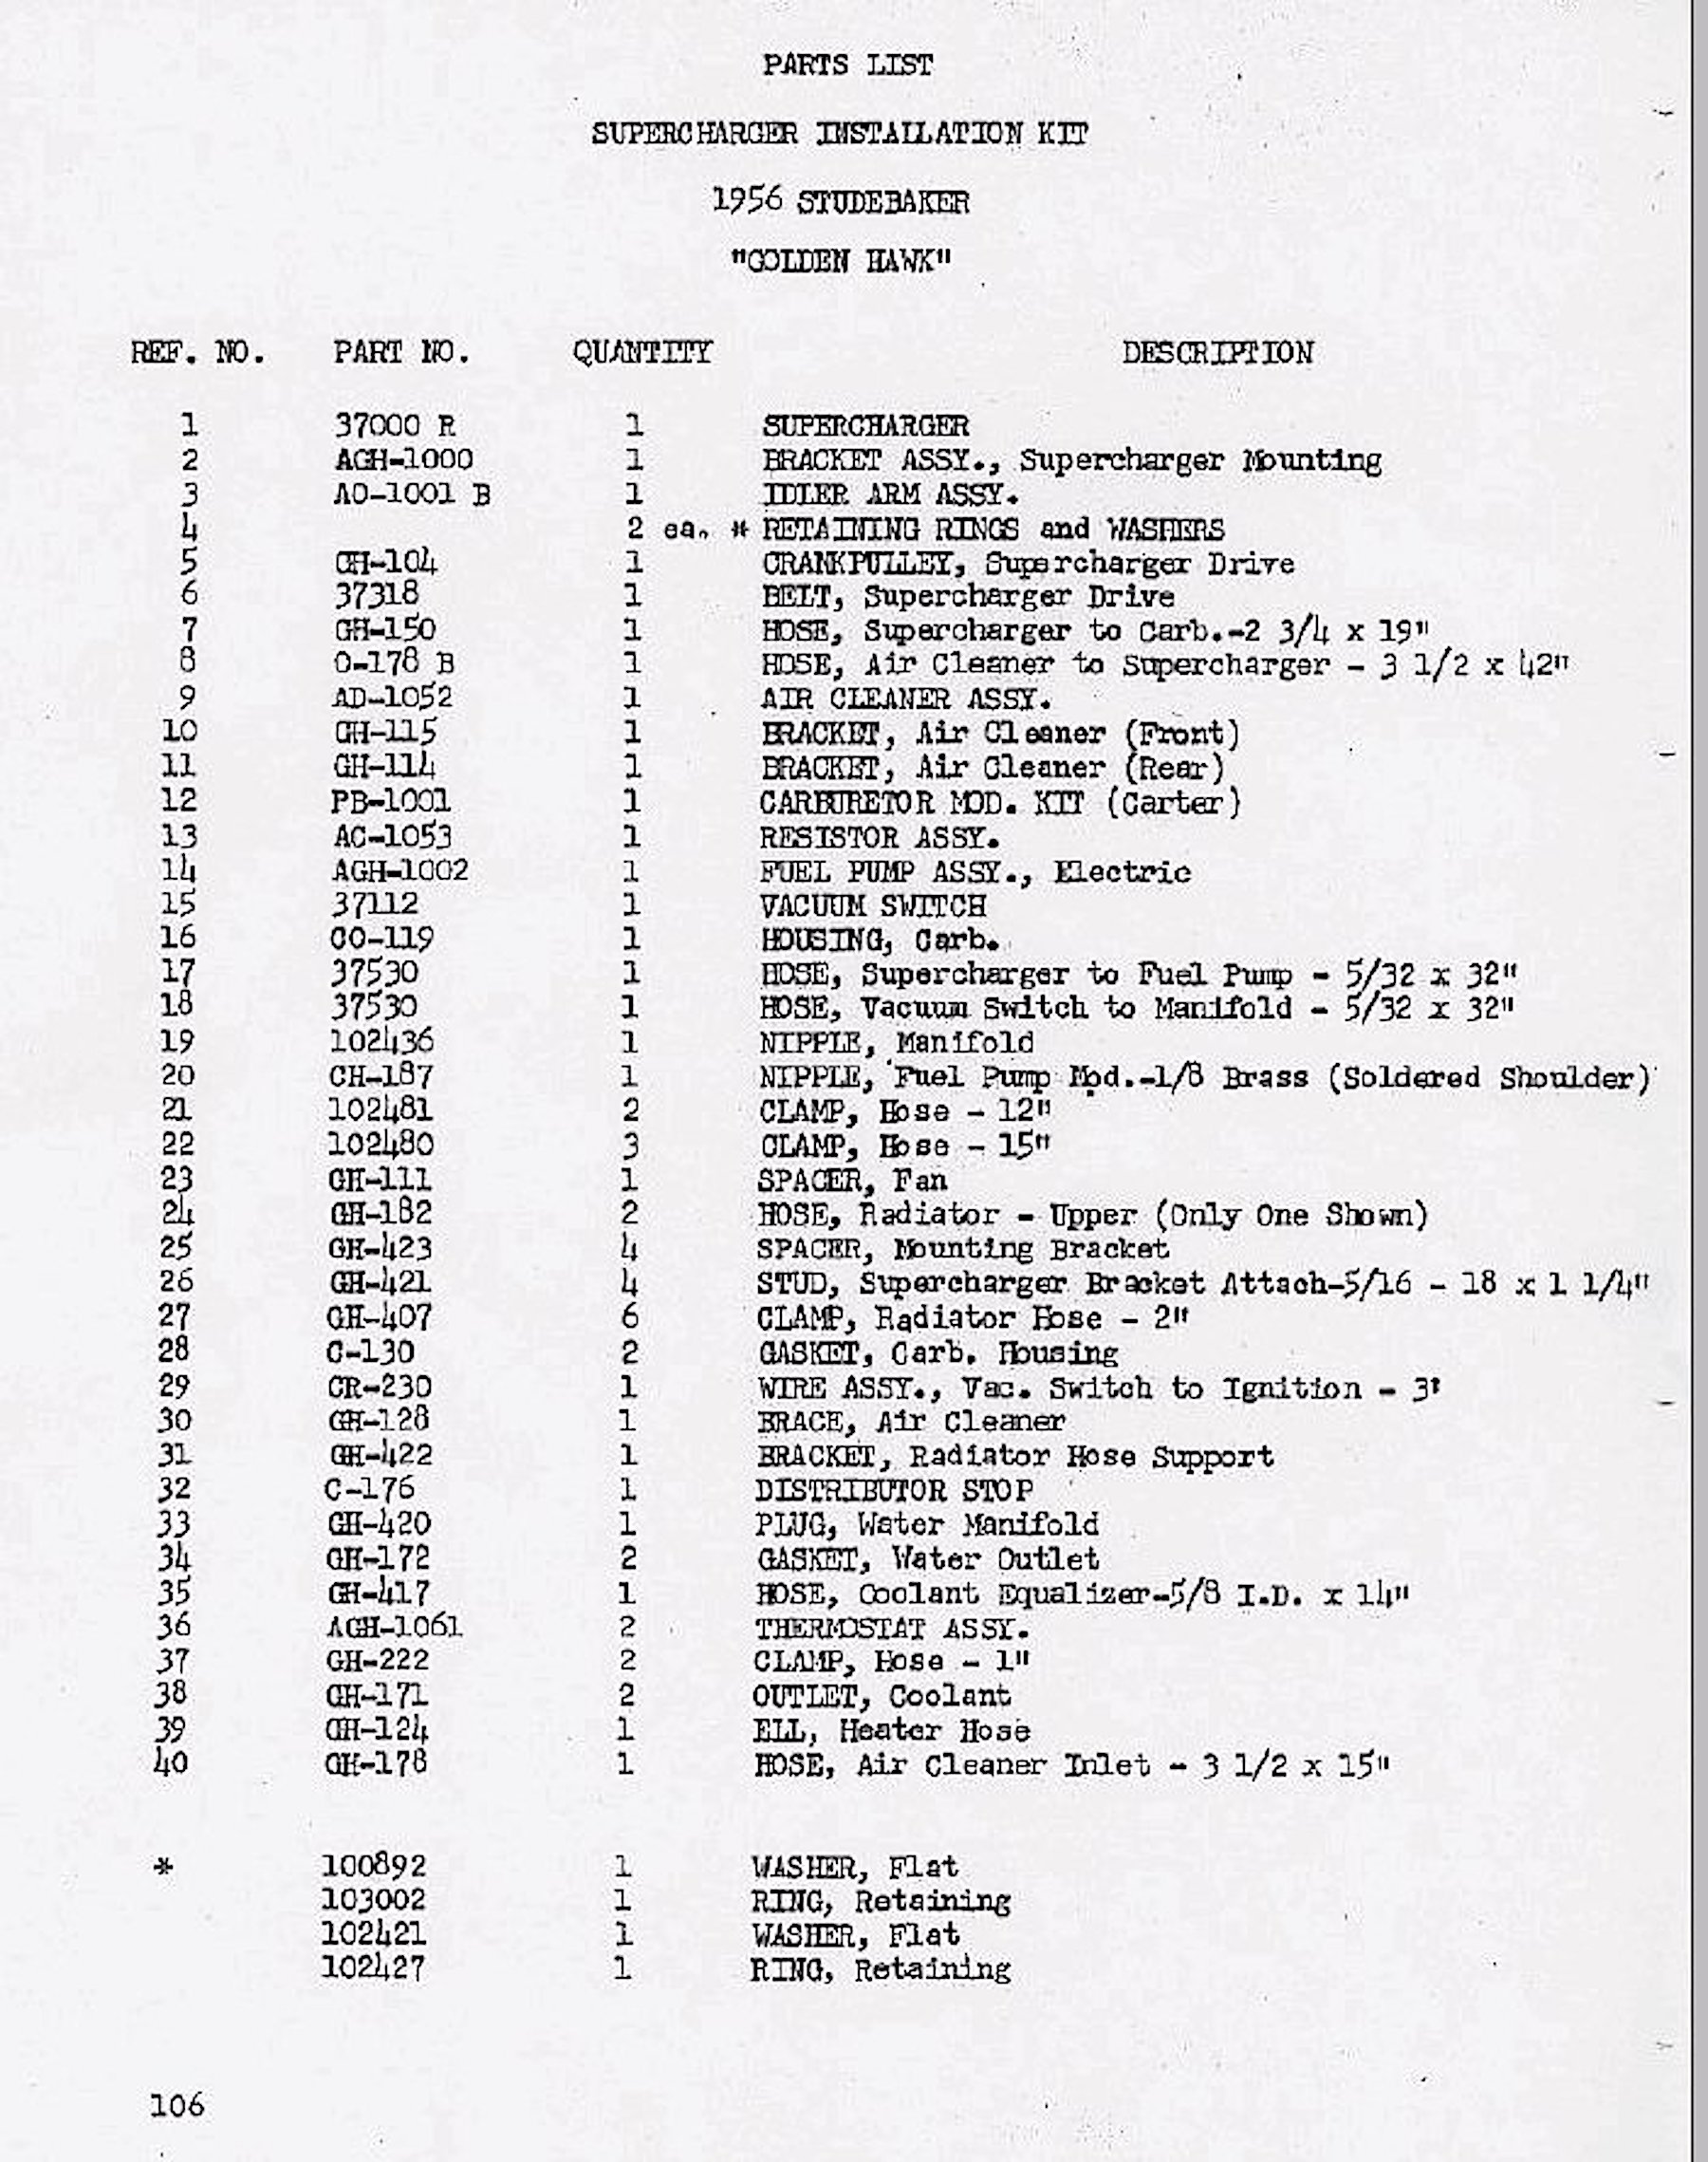 PARTS LIST
SUPERCHARGER INSTALLATION KIT
1956 STUDEBAKER
"GOLDEN HAWK"
REF. NO. PART NO. QUANTITY DESCRIPTION
1 37000 R 1 SUPERCHARGER
2 AGH-1000 1 BRACKET ASSY., Supercharger Mounting
3 AO-1001 B 1 IDLER ARM ASSY.
4 2 ea. * RETAINING RINGS and WASHERS
5 GH-104 1 CRANKPULLEY, Supercharger Drive
6 37318 1 BELT, Supercharger Drive
7 GH-150 1 HOSE, Supercharger to Carb.-2 3/4 x 19"
8 O-178 B 1 HOSE, Air Cleaner to Supercharger - 3 1/2 x 42"
9 AD-1052 1 AIR CLEANER ASSY.
10 GH-115 1 BRACKET, Air Cleaner (Front)
11 GH-114 1 BRACKET, Air Cleaner (Rear)
12 PB-1001 1 CARBURETOR MOD. KIT (Carter)
13 AC-1053 1 RESISTOR ASSY.
14 AGH-1002 1 FUEL PUMP ASSY., Electric
15 37112 1 VACUUM SWITCH
16 CO-119 1 HOUSING, Carb.
17 37530 1 HOSE, Supercharger to Fuel Pump - 5/32 x 32"
18 37530 1 HOSE, Vacuum Switch to Manifold - 5/32 x 32"
19 102436 1 NIPPLE, Manifold
20 CH-187 1 NIPPLE, Fuel Pump Mod.-1/8 Brass (Soldered Shoulder)
21 102481 2 CLAMP, Hose - 12"
22 102480 3 CLAMP, Hose - 15"
23 GH-111 1 SPACER, Fan
24 GH-182 2 HOSE, Radiator - Upper (Only One Shown)
25 GH-423 4 SPACER, Mounting Bracket
26 GH-421 4 STUD, Supercharger Bracket Attach-5/16 - 18 x 1 1/4"
27 GH-407 6 CLAMP, Radiator Hose - 2"
28 C-130 2 GASKET, Carb. Housing
29 CR-230 1 WIRE ASSY., Vac. Switch to Ignition - 3'
30 GH-128 1 BRACE, Air Cleaner
31 GH-422 1 BRACKET, Radiator Hose Support
32 C-176 1 DISTRIBUTOR STOP
33 GH-420 1 PLUG, Water Manifold
34 GH-172 2 GASKET, Water Outlet
35 GH-417 1 HOSE, Coolant Equalizer-5/8 I.D. x 14"
36 AGH-1061 2 THERMOSTAT ASSY.
37 GH-222 2 CLAMP, Hose - 1"
38 GH-171 2 OUTLET, Coolant
39 GH-124 1 ELL, Heater Hose
40 GH-178 1 HOSE, Air Cleaner Inlet - 3 1/2 x 15"
* 100892 1 WASHER, Flat
103002 1 RING, Retaining
102421 1 WASHER, Flat
102427 1 RING, Retaining
106